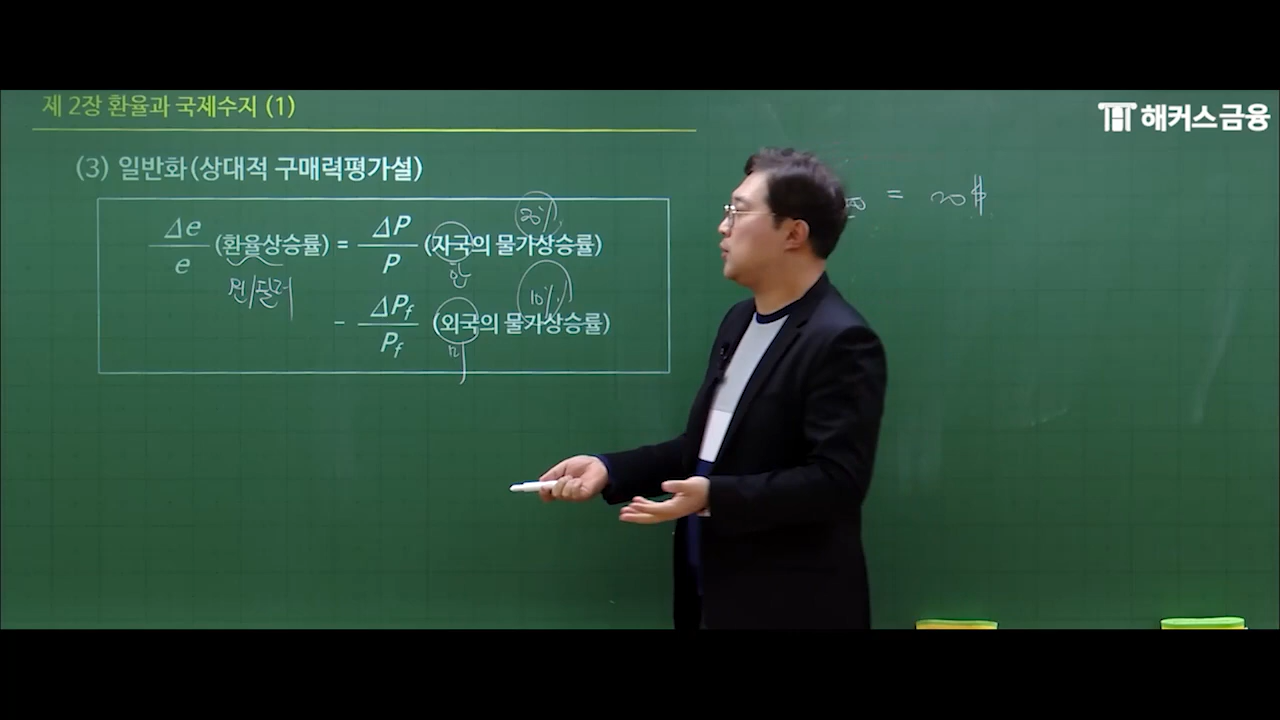 제 2장 환율과 국제수지 (1)
해커스금융
(3) 일반화(상대적 구매력평가설)
20%
Δe / e (환율상승률) = ΔP / P (자국의 물가상승률)
원/달러
한
10%
- ΔPf / Pf (외국의 물가상승률)
미
= 20$